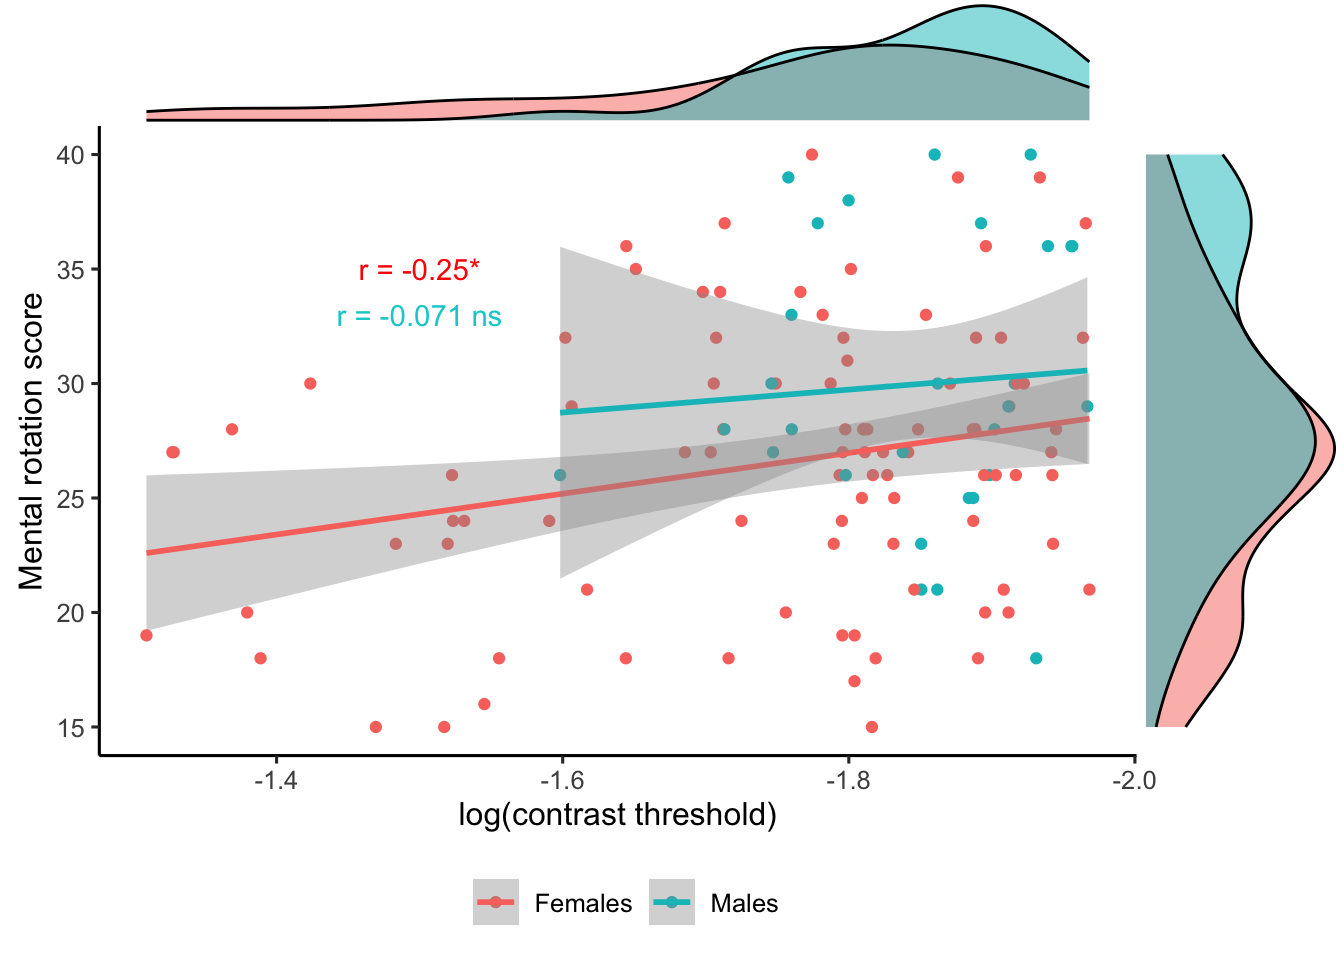 40
35
30
25
20
15
Mental rotation score
r = -0.25*
r = -0.071 ns
-1.4 -1.6 -1.8 -2.0
log(contrast threshold)
Females Males